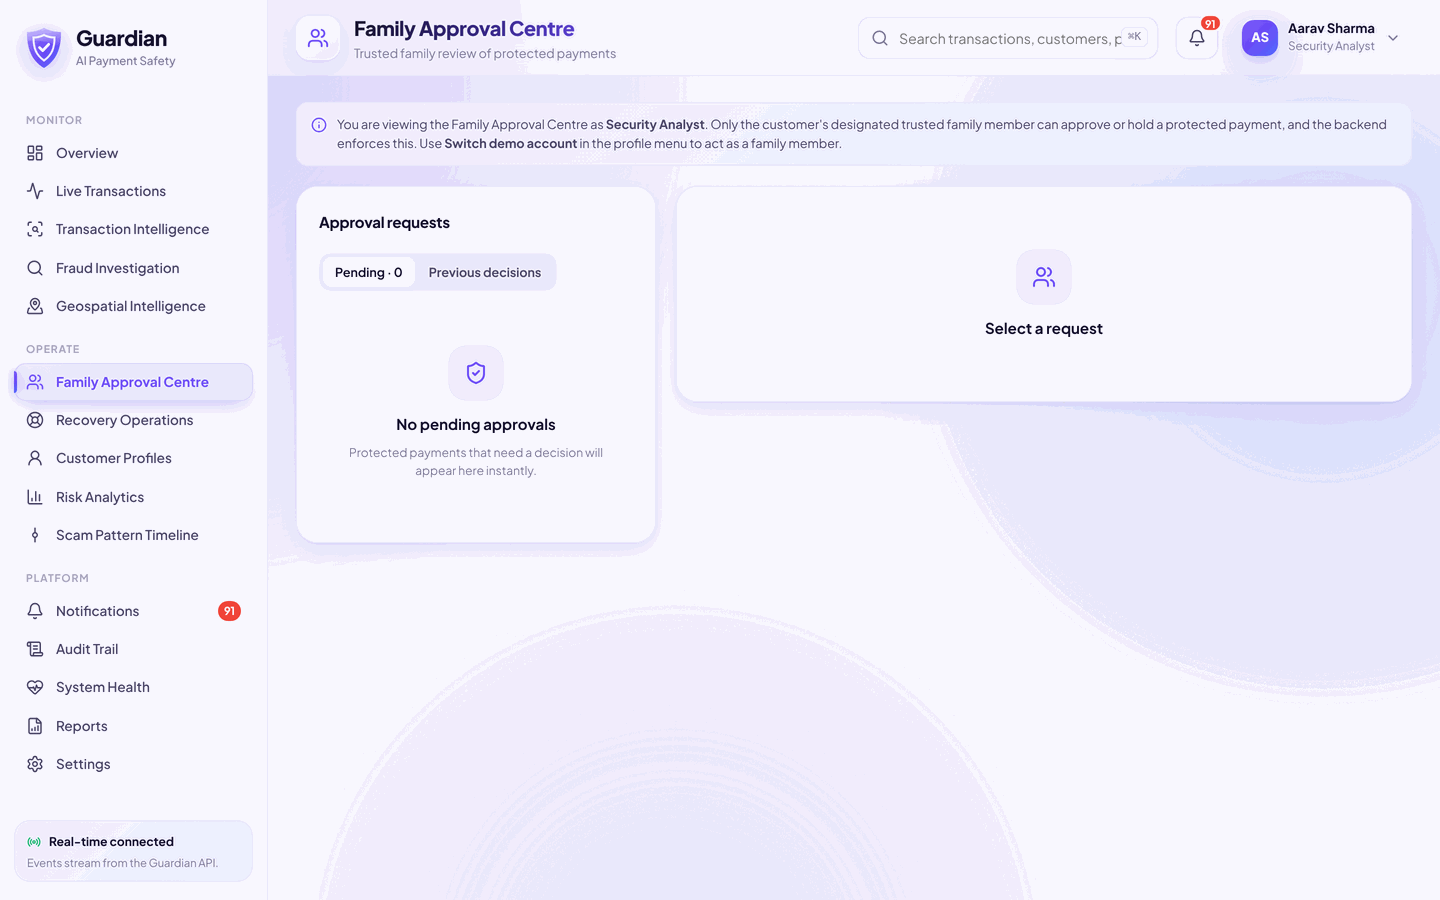 Guardian
AI Payment Safety
MONITOR
Overview
Live Transactions
Transaction Intelligence
Fraud Investigation
Geospatial Intelligence
OPERATE
Family Approval Centre
Recovery Operations
Customer Profiles
Risk Analytics
Scam Pattern Timeline
PLATFORM
Notifications
91
Audit Trail
System Health
Reports
Settings
Real-time connected
Events stream from the Guardian API.
Family Approval Centre
Trusted family review of protected payments
Search transactions, customers, p
⌘K
91
AS
Aarav Sharma
Security Analyst
You are viewing the Family Approval Centre as Security Analyst. Only the customer's designated trusted family member can approve or hold a protected payment, and the backend
enforces this. Use Switch demo account in the profile menu to act as a family member.
Approval requests
Pending · 0
Previous decisions
No pending approvals
Protected payments that need a decision will
appear here instantly.
Select a request